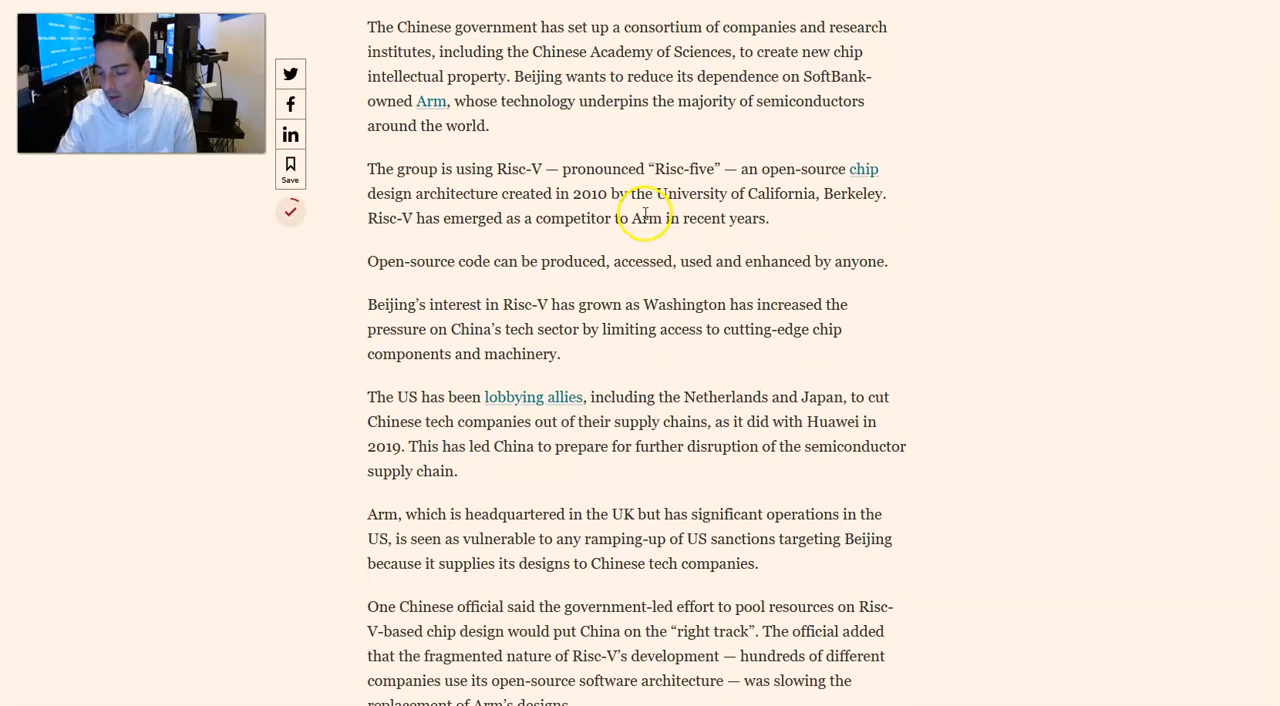 The Chinese government has set up a consortium of companies and research
institutes, including the Chinese Academy of Sciences, to create new chip
intellectual property. Beijing wants to reduce its dependence on SoftBank-
owned Arm, whose technology underpins the majority of semiconductors
around the world.
Save
The group is using Risc-V — pronounced “Risc-five” — an open-source chip
design architecture created in 2010 by the University of California, Berkeley.
Risc-V has emerged as a competitor to Arm in recent years.
Open-source code can be produced, accessed, used and enhanced by anyone.
Beijing’s interest in Risc-V has grown as Washington has increased the
pressure on China’s tech sector by limiting access to cutting-edge chip
components and machinery.
The US has been lobbying allies, including the Netherlands and Japan, to cut
Chinese tech companies out of their supply chains, as it did with Huawei in
2019. This has led China to prepare for further disruption of the semiconductor
supply chain.
Arm, which is headquartered in the UK but has significant operations in the
US, is seen as vulnerable to any ramping-up of US sanctions targeting Beijing
because it supplies its designs to Chinese tech companies.
One Chinese official said the government-led effort to pool resources on Risc-
V-based chip design would put China on the “right track”. The official added
that the fragmented nature of Risc-V’s development — hundreds of different
companies use its open-source software architecture — was slowing the
replacement of Arm’s designs.